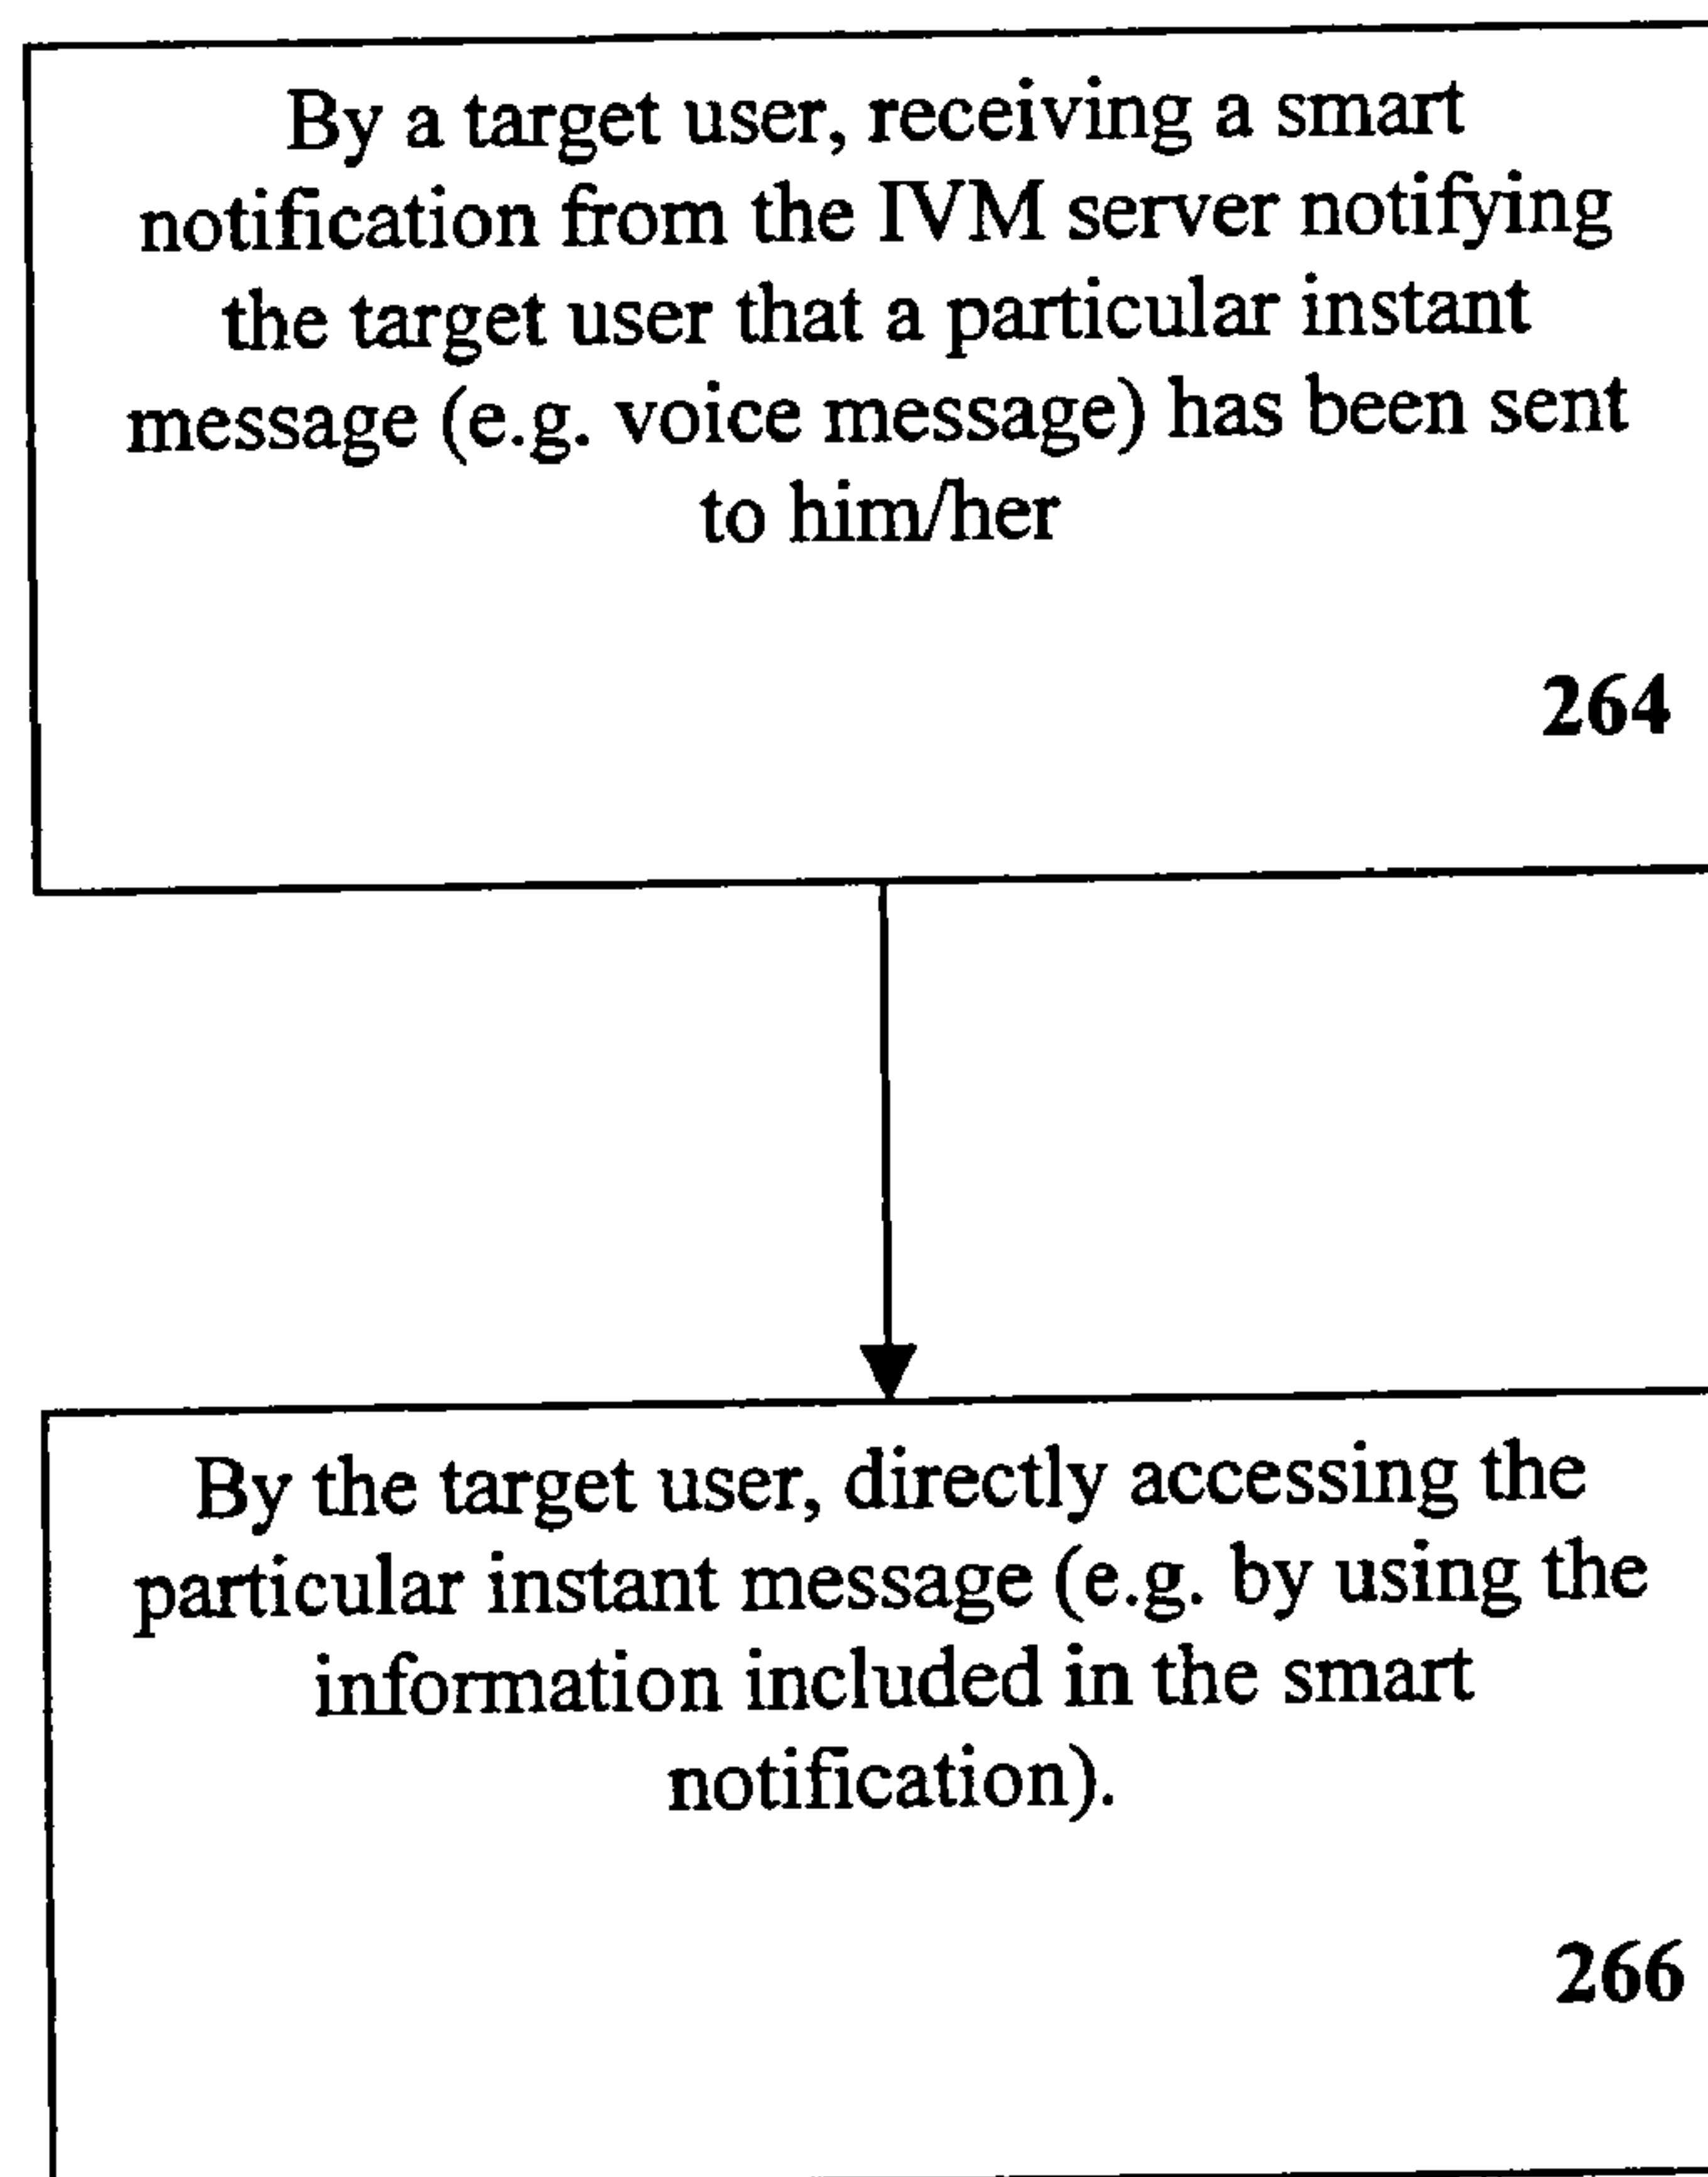 By a target user, receiving a smart
notification from the IVM server notifying
the target user that a particular instant
message (e.g. voice message) has been sent
to him/her
264
By the target user, directly accessing the
particular instant message (e.g. by using the
information included in the smart
notification).
266